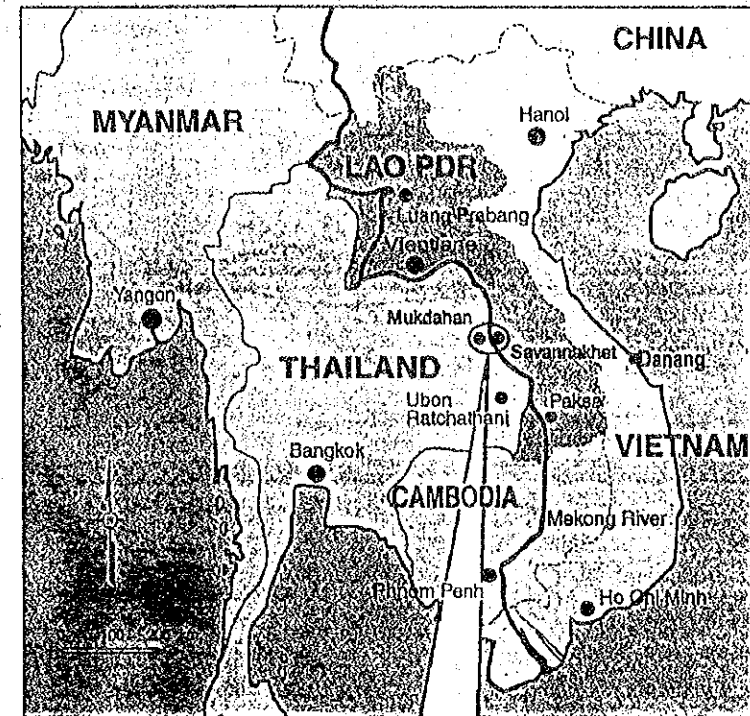 CHINA
MYANMAR
Hanoi
LAO PDR
Luang Prabang
Vientiane
Yangon
Mukdahan
Savannakhet
Danang
THAILAND
Ubon
Ratchathani
Pakse
VIETNAM
Bangkok
CAMBODIA
Mekong River
Phnom Penh
Ho Chi Minh